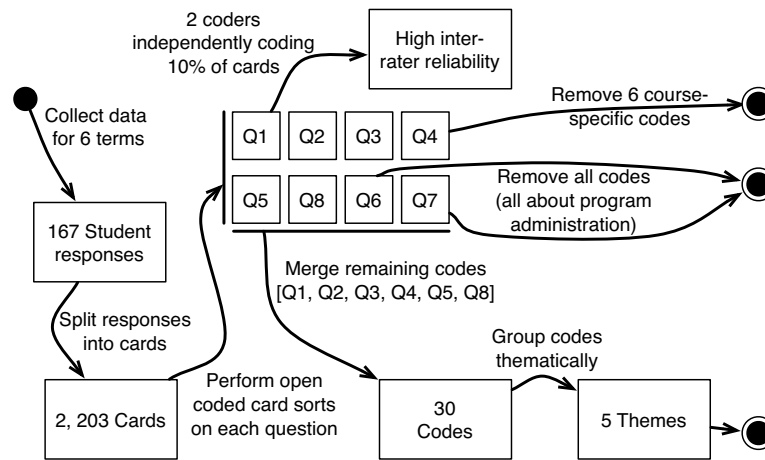 2 coders
independently coding
10% of cards
High inter-
rater reliability
Collect data
for 6 terms
Remove 6 course-
specific codes
Q1
Q2
Q3
Q4
Q5
Q8
Q6
Q7
Remove all codes
(all about program
administration)
167 Student
responses
Merge remaining codes
[Q1, Q2, Q3, Q4, Q5, Q8]
Split responses
into cards
Group codes
thematically
Perform open
coded card sorts
on each question
2, 203 Cards
30
Codes
5 Themes